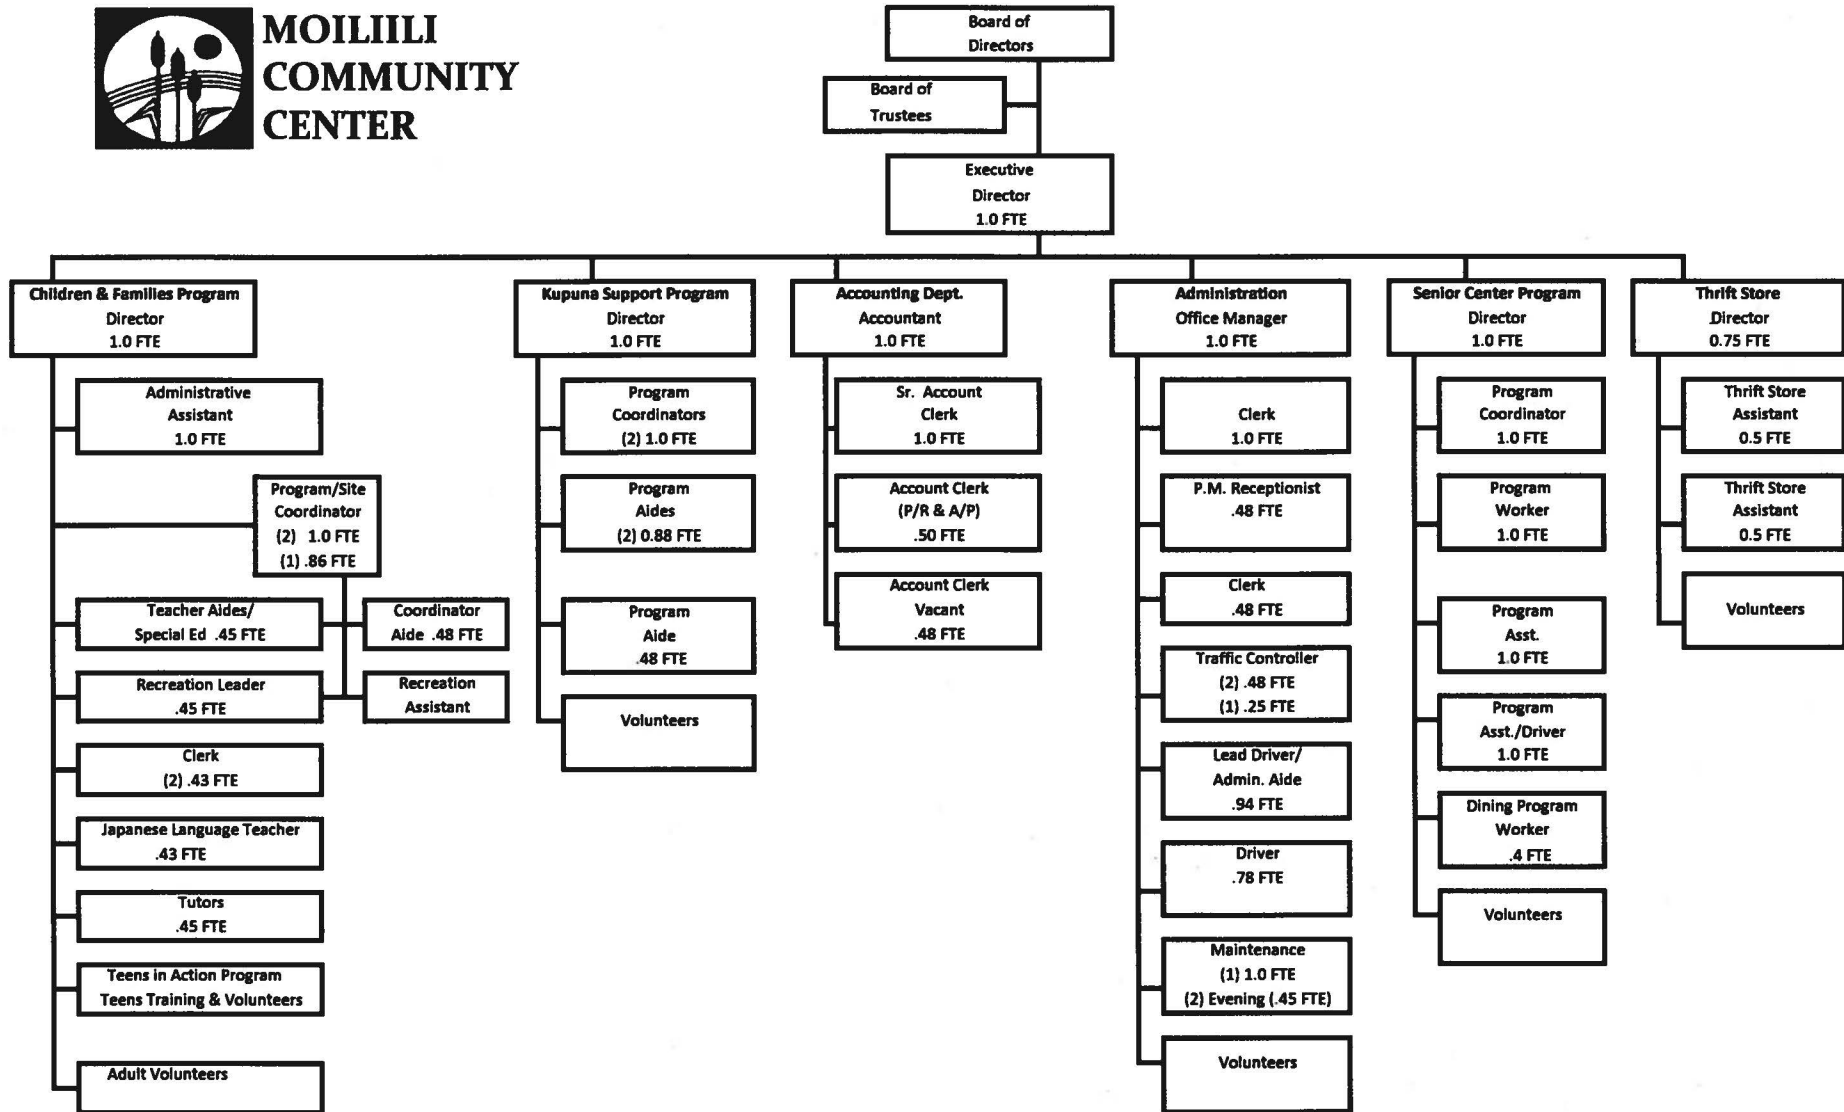 MOILIILI
COMMUNITY
CENTER
Board of
Directors
Board of
Trustees
Executive
Director
1.0 FTE
Children & Families Program
Director
1.0 FTE
Administrative
Assistant
1.0 FTE
Program/Site
Coordinator
(2) 1.0 FTE
(1) .86 FTE
Teacher Aides/
Special Ed .45 FTE
Coordinator
Aide .48 FTE
Recreation Leader
.45 FTE
Recreation
Assistant
Clerk
(2) .43 FTE
Japanese Language Teacher
.43 FTE
Tutors
.45 FTE
Teens in Action Program
Teens Training & Volunteers
Adult Volunteers
Kupuna Support Program
Director
1.0 FTE
Program
Coordinators
(2) 1.0 FTE
Program
Aides
(2) 0.88 FTE
Program
Aide
.48 FTE
Volunteers
Accounting Dept.
Accountant
1.0 FTE
Sr. Account
Clerk
1.0 FTE
Account Clerk
(P/R & A/P)
.50 FTE
Account Clerk
Vacant
.48 FTE
Administration
Office Manager
1.0 FTE
Clerk
1.0 FTE
P.M. Receptionist
.48 FTE
Clerk
.48 FTE
Traffic Controller
(2) .48 FTE
(1) .25 FTE
Lead Driver/
Admin. Aide
.94 FTE
Driver
.78 FTE
Maintenance
(1) 1.0 FTE
(2) Evening (.45 FTE)
Volunteers
Senior Center Program
Director
1.0 FTE
Program
Coordinator
1.0 FTE
Program
Worker
1.0 FTE
Program
Asst.
1.0 FTE
Program
Asst./Driver
1.0 FTE
Dining Program
Worker
.4 FTE
Volunteers
Thrift Store
Director
0.75 FTE
Thrift Store
Assistant
0.5 FTE
Thrift Store
Assistant
0.5 FTE
Volunteers